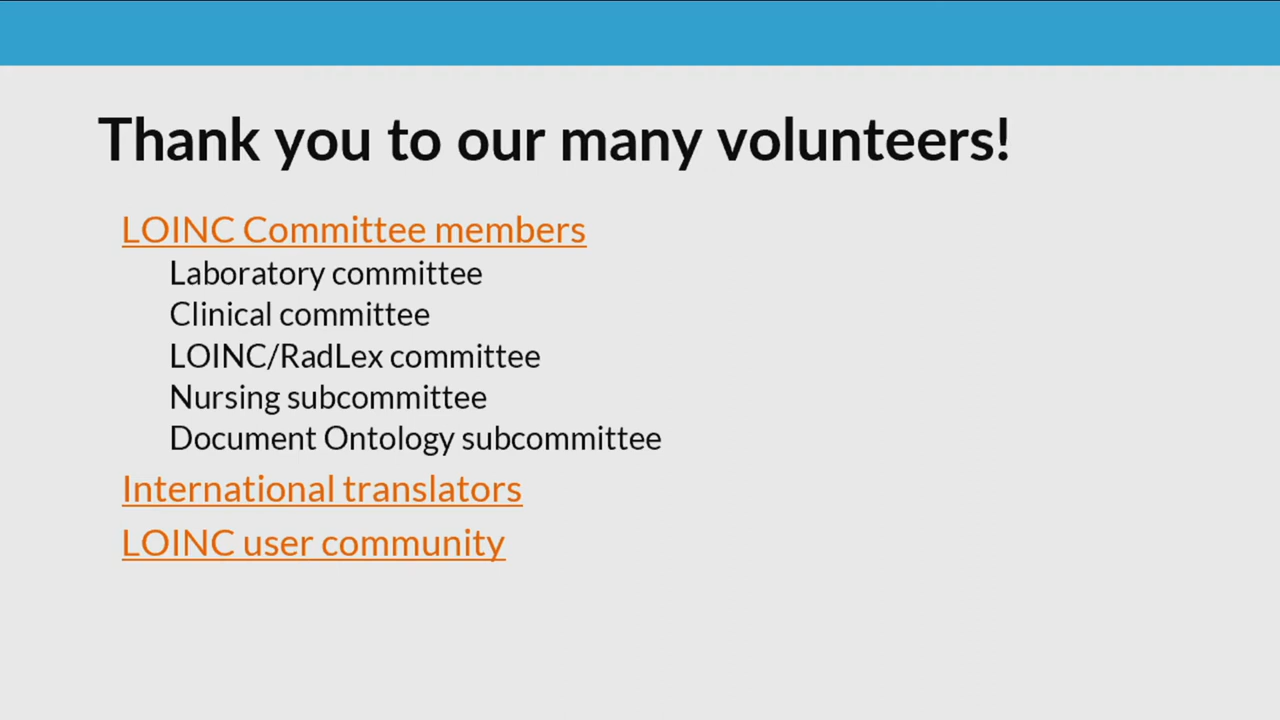 Thank you to our many volunteers!
LOINC Committee members
Laboratory committee
Clinical committee
LOINC/RadLex committee
Nursing subcommittee
Document Ontology subcommittee
International translators
LOINC user community